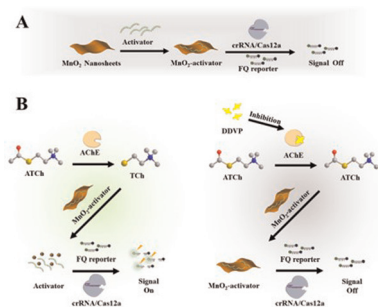 A
Activator
crRNA/Cas12a
MnO2 Nanosheets
MnO2-activator
FQ reporter
Signal Off
B
AChE
ATCh
TCh
MnO2-activator
FQ reporter
Activator
Signal
On
crRNA/Cas12a
DDVP
Inhibition
AChE
ATCh
ATCh
MnO2-activator
FQ reporter
MnO2-activator
Signal
Off
crRNA/Cas12a